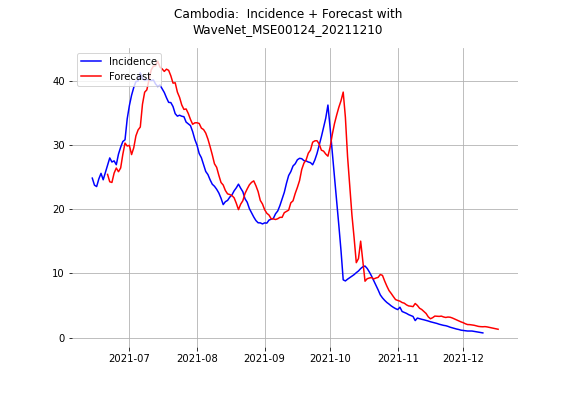 Cambodia:  Incidence + Forecast with
WaveNet_MSE00124_20211210
Incidence
Forecast
40
30
20
10
0
2021-07
2021-08
2021-09
2021-10
2021-11
2021-12